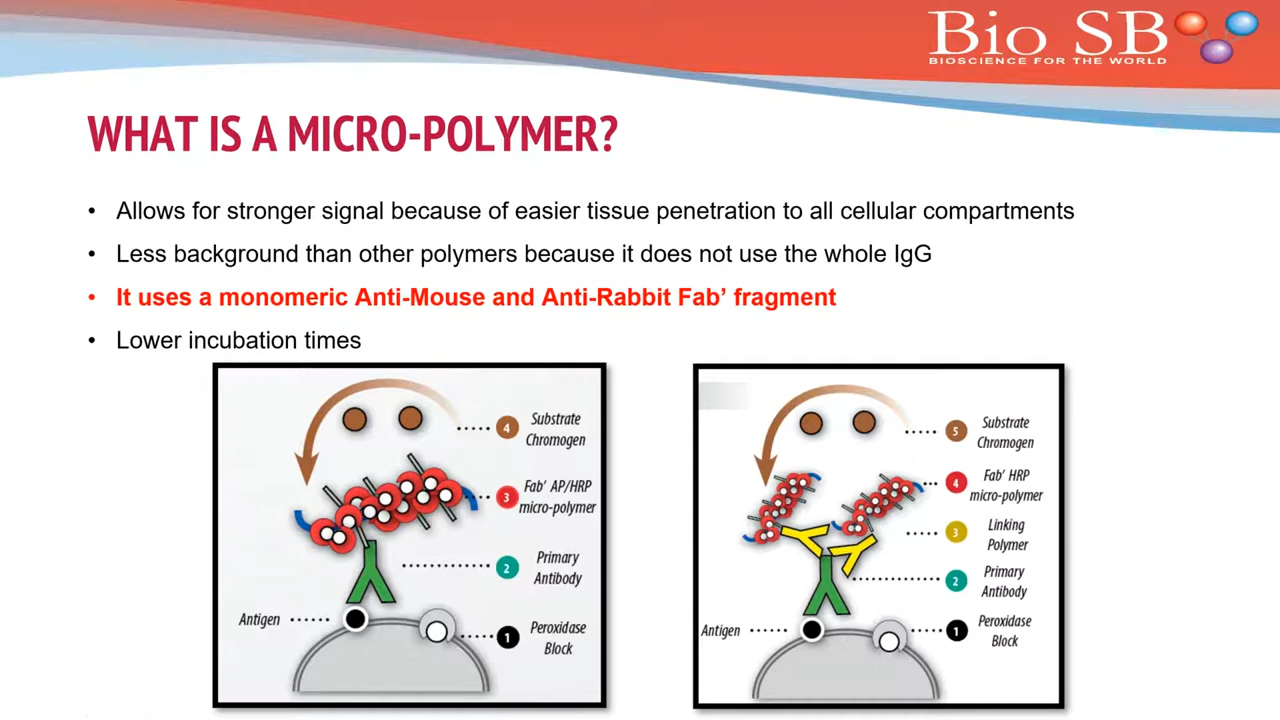 Bio SB
BIOSCIENCE FOR THE WORLD
WHAT IS A MICRO-POLYMER?
• Allows for stronger signal because of easier tissue penetration to all cellular compartments
• Less background than other polymers because it does not use the whole IgG
• It uses a monomeric Anti-Mouse and Anti-Rabbit Fab’ fragment
• Lower incubation times
4 Substrate
Chromogen
3 Fab’ AP/HRP
micro-polymer
2 Primary
Antibody
Antigen
1 Peroxidase
Block
5 Substrate
Chromogen
4 Fab’ HRP
micro-polymer
3 Linking
Polymer
2 Primary
Antibody
Antigen
1 Peroxidase
Block